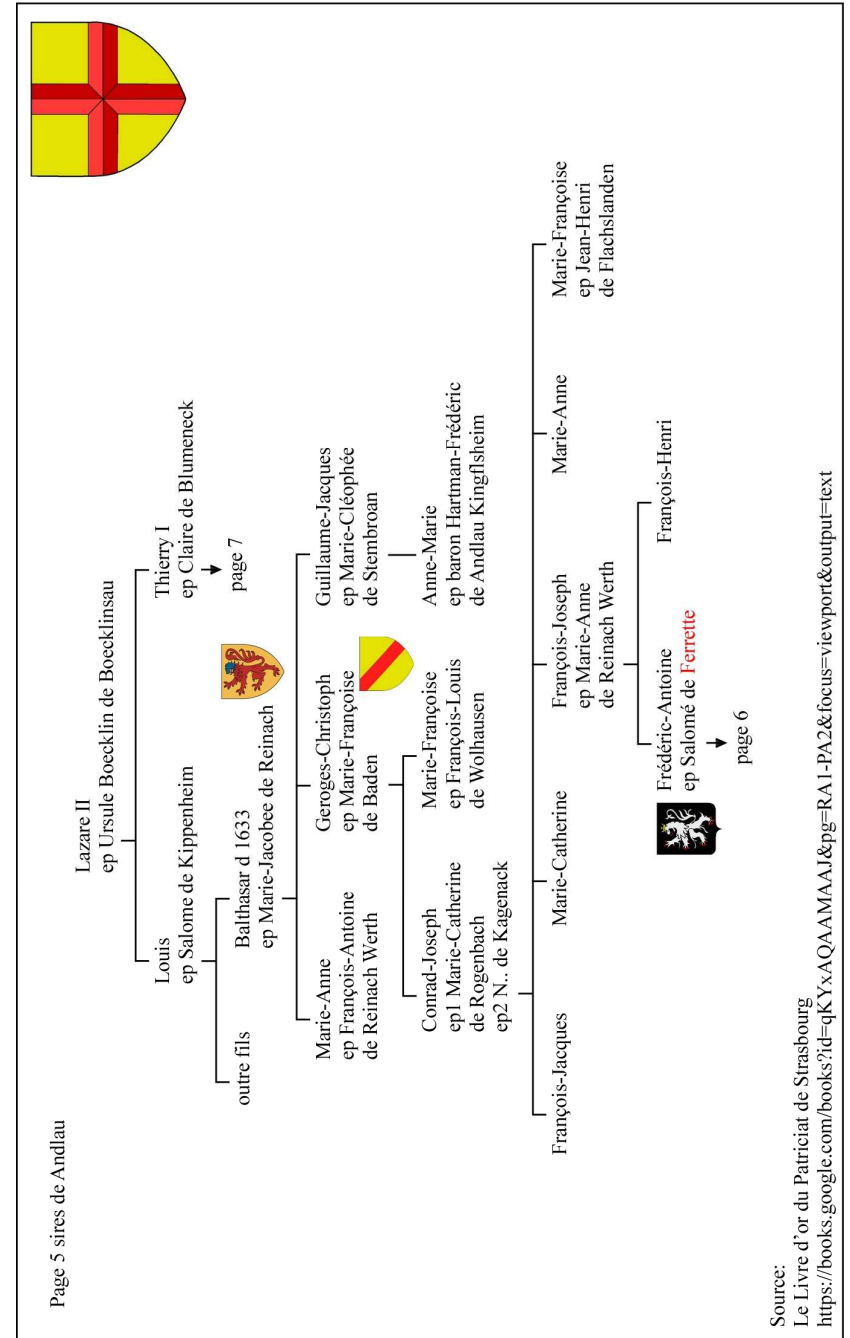 Page 5 sires de Andlau
Lazare II
ep Ursule Boecklin de Boecklinsau
Louis
ep Salome de Kippenheim
Thierry I
ep Claire de Blumeneck
page 7
outre fils
Balthasar d 1633
ep Marie-Jacobee de Reinach
Marie-Anne
ep François-Antoine
de Reinach Werth
Geroges-Christoph
ep Marie-Françoise
de Baden
Guillaume-Jacques
ep Marie-Cléophée
de Stembroan
Conrad-Joseph
ep1 Marie-Catherine
de Rogenbach
ep2 N.. de Kagenack
Marie-Françoise
ep François-Louis
de Wolhausen
Anne-Marie
ep baron Hartman-Frédéric
de Andlau Kingflsheim
François-Jacques
Marie-Catherine
François-Joseph
ep Marie-Anne
de Reinach Werth
Marie-Anne
Marie-Françoise
ep Jean-Henri
de Flachslanden
Frédéric-Antoine
ep Salomé de Ferrette
page 6
François-Henri
Source:
Le Livre d’or du Patriciat de Strasbourg
https://books.google.com/books?id=qKYxAQAAMAAJ&pg=RA1-PA2&focus=viewport&output=text